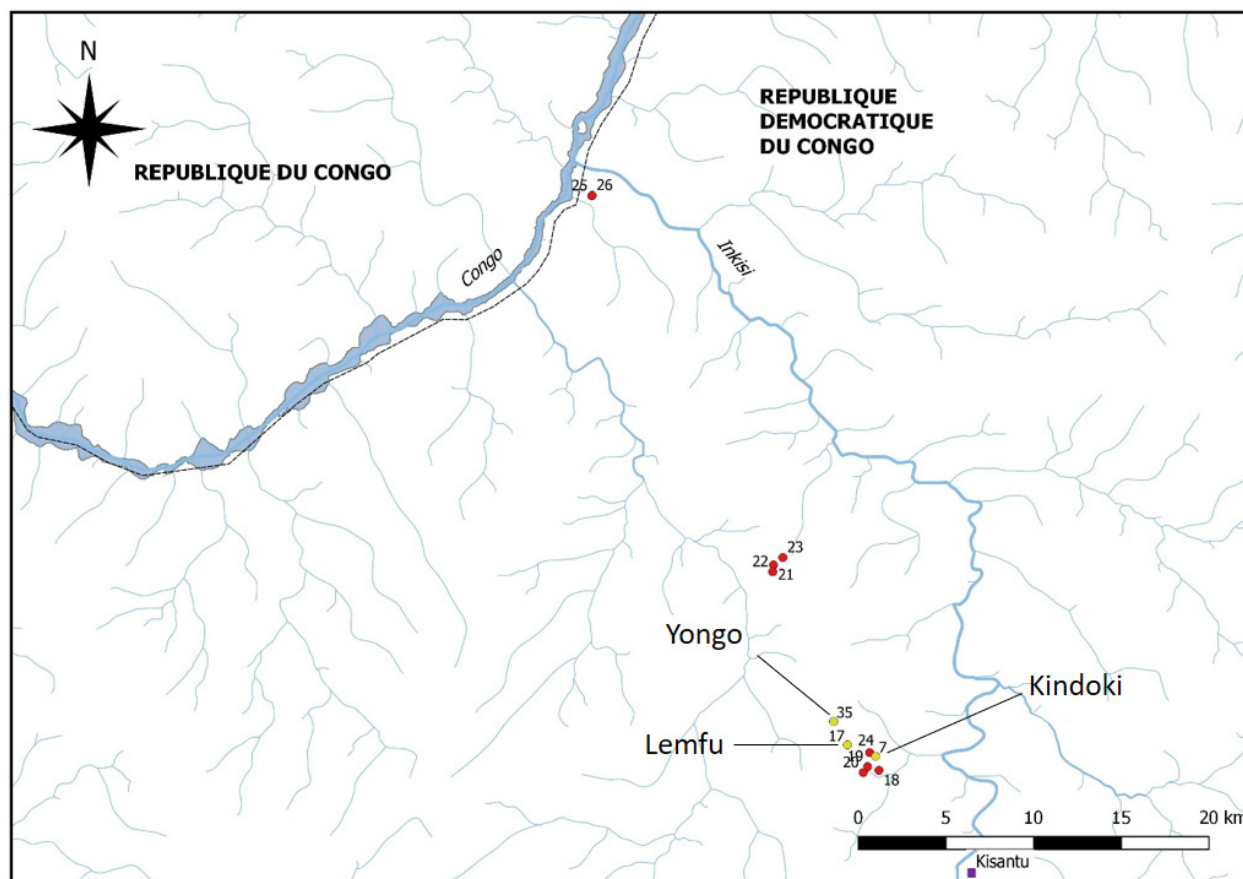 N
REPUBLIQUE DU CONGO
REPUBLIQUE
DEMOCRATIQUE
DU CONGO
25 26
Congo
Inkisi
23
22
21
Yongo
Kindoki
35
Lemfu
17 24 7
19
20
18
0 5 10 15 20 km
Kisantu